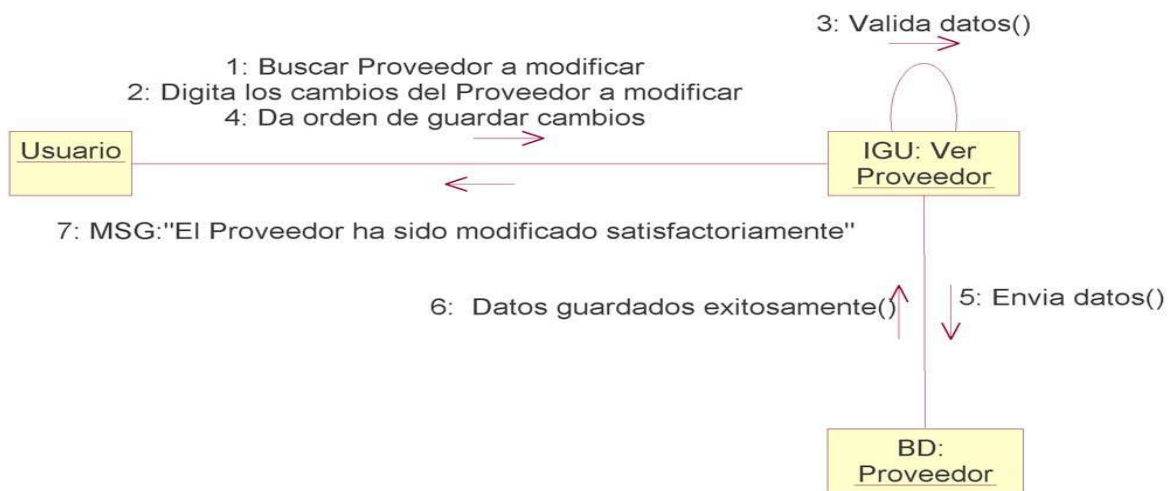 3: Valida datos()
1: Buscar Proveedor a modificar
2: Digita los cambios del Proveedor a modificar
4: Da orden de guardar cambios
Usuario
IGU: Ver
Proveedor
7: MSG:"El Proveedor ha sido modificado satisfactoriamente"
6: Datos guardados exitosamente()
5: Envia datos()
BD:
Proveedor